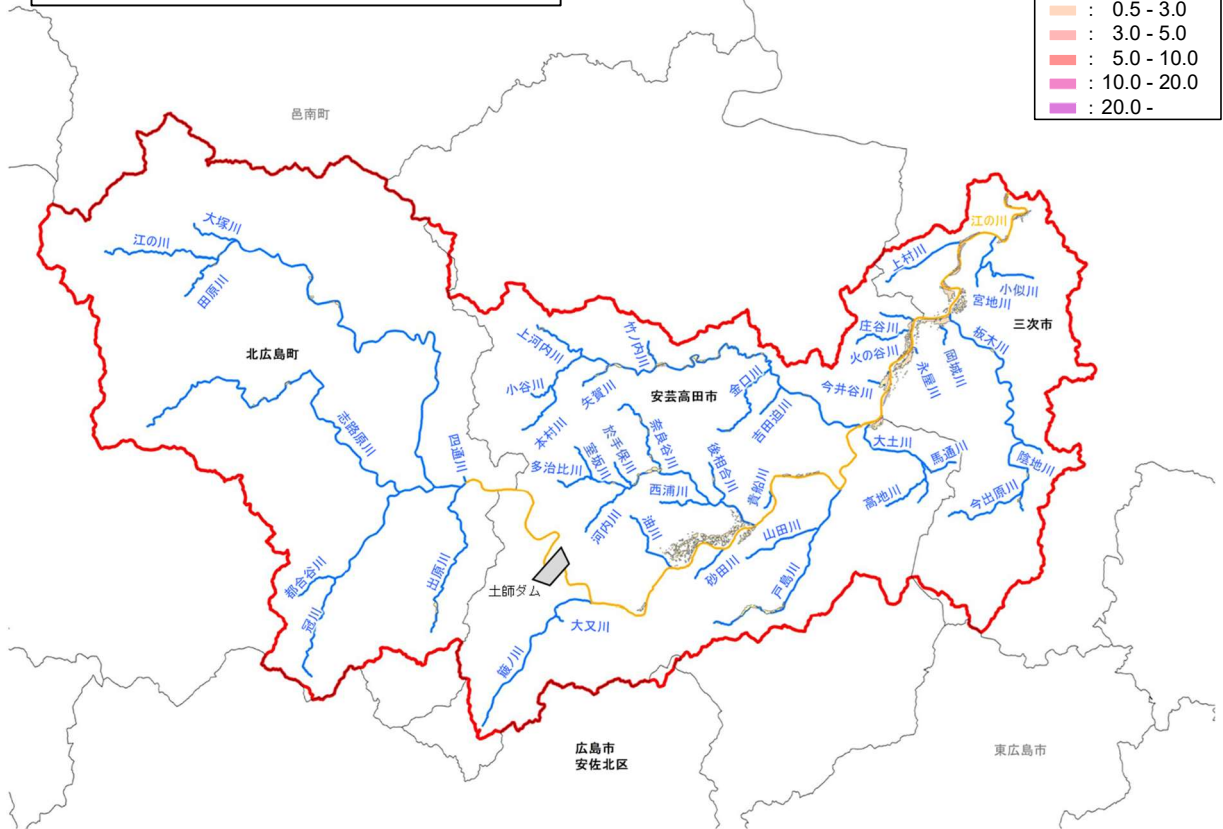 : 0.5 - 3.0
: 3.0 - 5.0
: 5.0 - 10.0
: 10.0 - 20.0
: 20.0 -
邑南町
大塚川
江の川
田原川
北広島町
志路原川
四通川
都合谷川
冠川
出原川
土師ダム
大又川
簸ノ川
上河内川
小谷川
本村川
矢賀川
竹ノ内川
安芸高田市
金口川
吉田迫川
多治比川
室坂川
於手保川
奈良谷川
後相合川
貴船川
西浦川
河内川
油川
砂田川
山田川
戸島川
江の川
上村川
小似川
宮地川
三次市
庄谷川
火の谷川
今井谷川
永屋川
岡城川
板木川
大土川
馬通川
高地川
陰地川
今出原川
広島市
安佐北区
東広島市